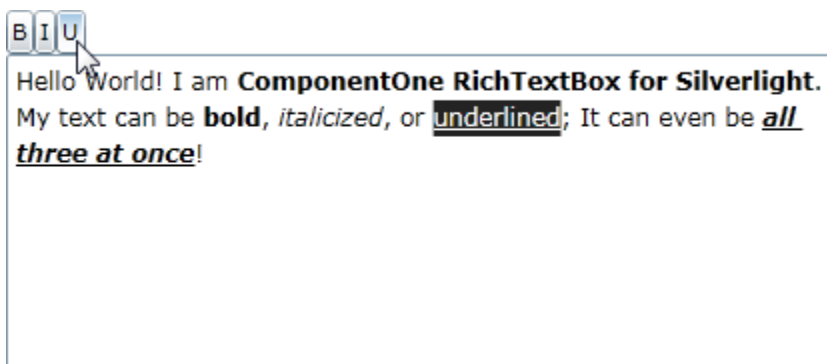 B I U
Hello World! I am ComponentOne RichTextBox for Silverlight.
My text can be bold, italicized, or underlined; It can even be all
three at once!